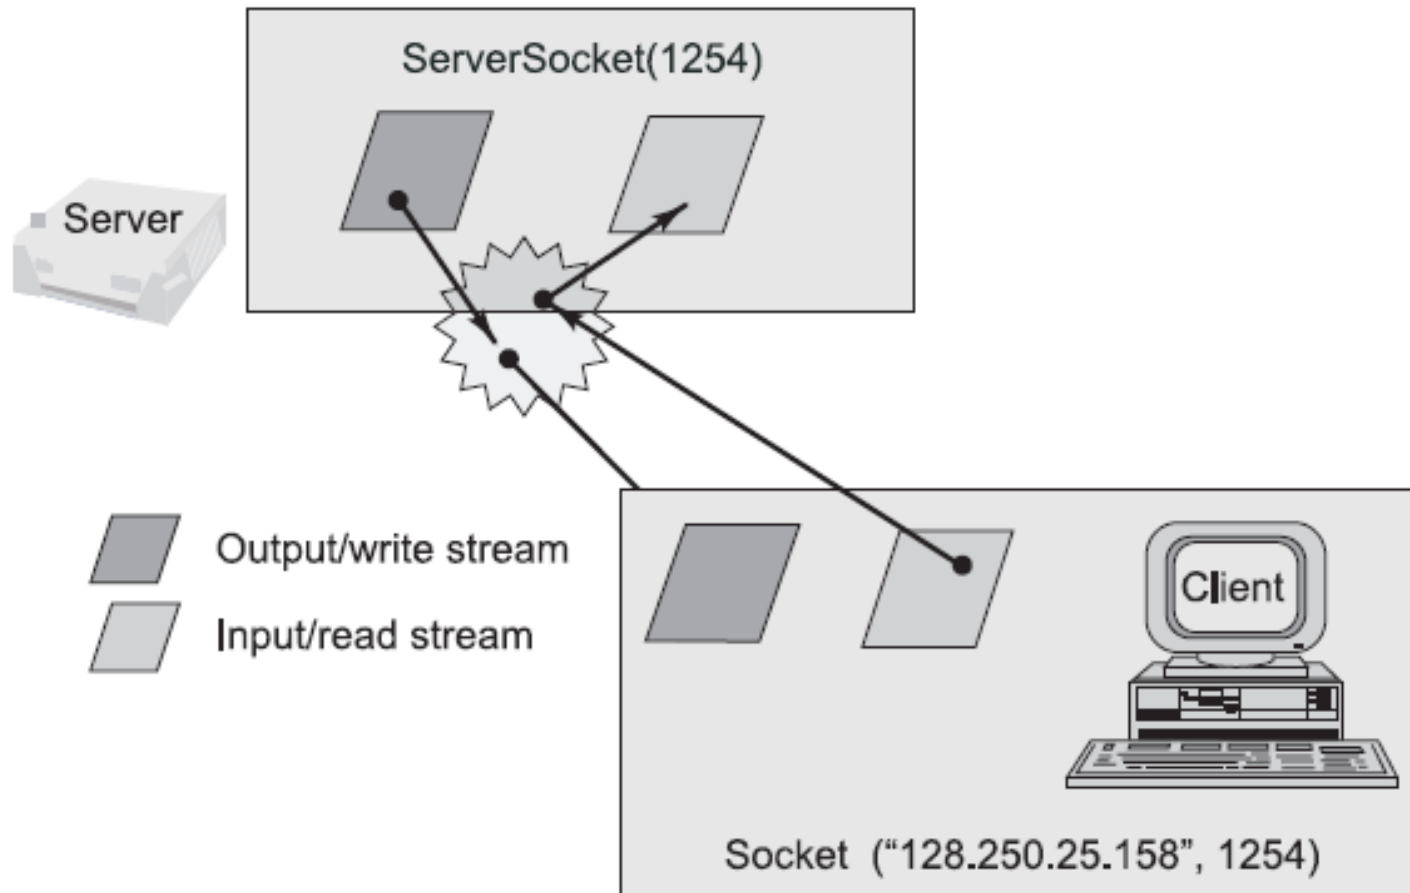 ServerSocket(1254)
Server
Output/write stream
Input/read stream
Client
Socket (“128.250.25.158”, 1254)